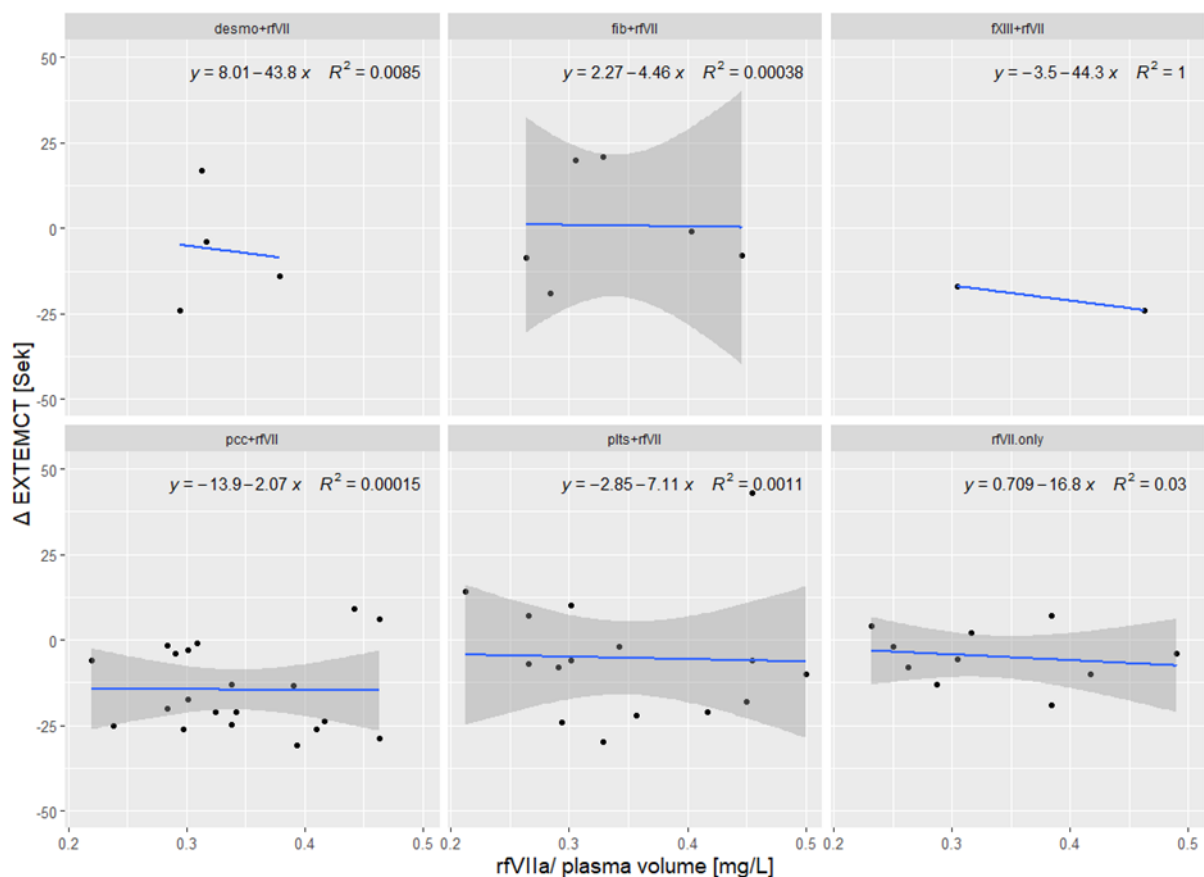 desmo+rfVII
fib+rfVII
fXIII+rfVII
50
y = 8.01 − 43.8 x R² = 0.0085
y = 2.27 − 4.46 x R² = 0.00038
y = −3.5 − 44.3 x R² = 1
25
0
-25
-50
Δ EXTEMCT [Sek]
pcc+rfVII
plts+rfVII
rfVII.only
50
y = −13.9 − 2.07 x R² = 0.00015
y = −2.85 − 7.11 x R² = 0.0011
y = 0.709 − 16.8 x R² = 0.03
25
0
-25
-50
0.2 0.3 0.4 0.5
0.2 0.3 0.4 0.5
0.2 0.3 0.4 0.5
rfVIIa/ plasma volume [mg/L]